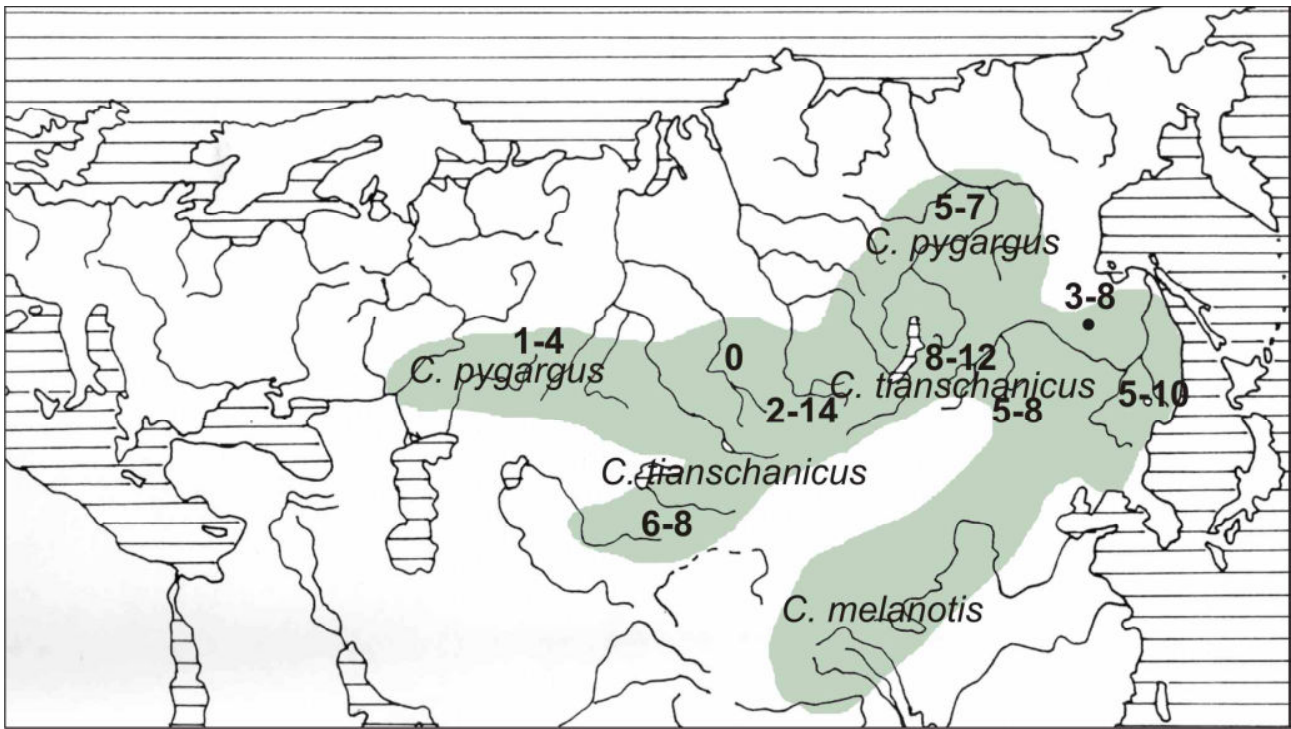 5-7
C. pygargus
3-8
1-4
0
8-12
C. pygargus
C. tianschanicus
5-10
2-14
5-8
C. tianschanicus
6-8
C. melanotis